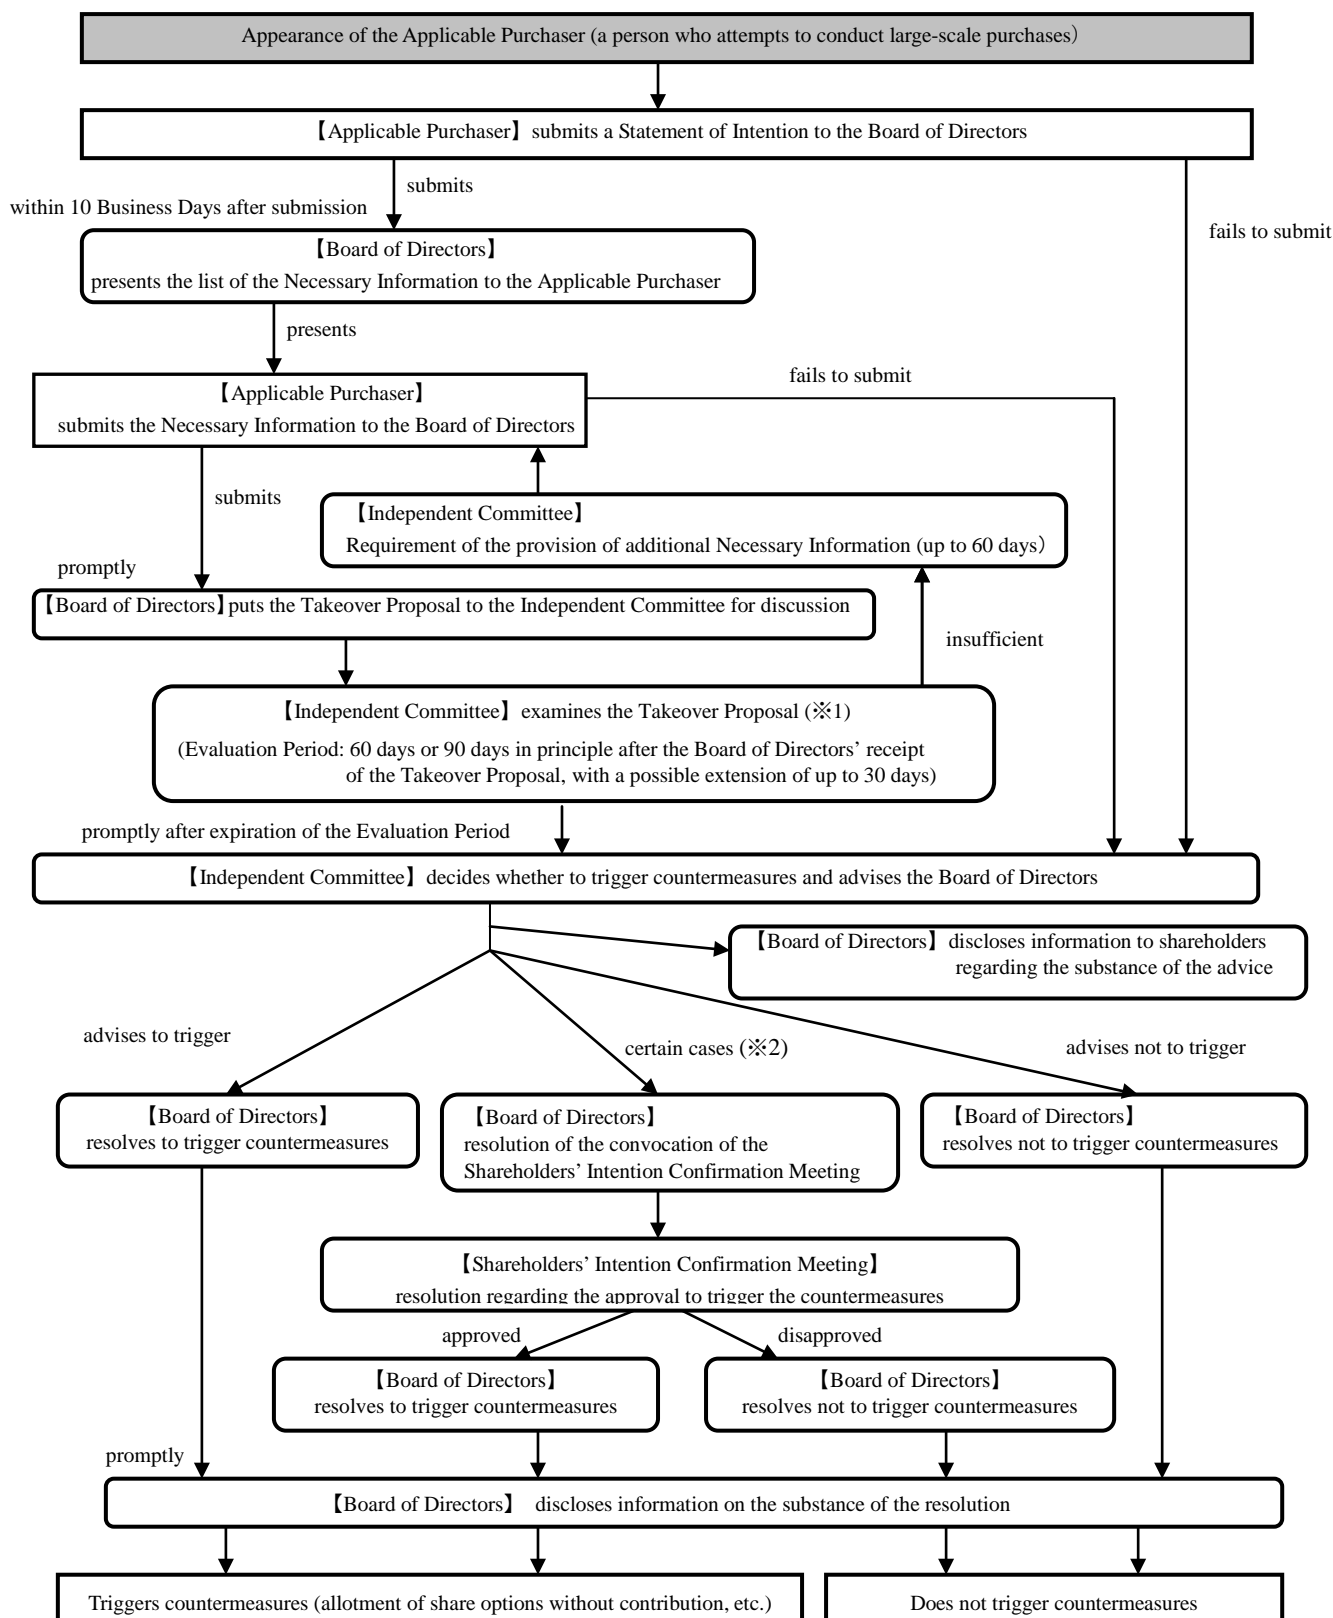 Appearance of the Applicable Purchaser (a person who attempts to conduct large-scale purchases）
【Applicable Purchaser】 submits a Statement of Intention to the Board of Directors
submits
within 10 Business Days after submission
fails to submit
【Board of Directors】
presents the list of the Necessary Information to the Applicable Purchaser
presents
fails to submit
【Applicable Purchaser】
submits the Necessary Information to the Board of Directors
submits
【Independent Committee】
Requirement of the provision of additional Necessary Information (up to 60 days）
promptly
【Board of Directors】puts the Takeover Proposal to the Independent Committee for discussion
insufficient
【Independent Committee】 examines the Takeover Proposal (※1)
(Evaluation Period: 60 days or 90 days in principle after the Board of Directors’ receipt
of the Takeover Proposal, with a possible extension of up to 30 days)
promptly after expiration of the Evaluation Period
【Independent Committee】 decides whether to trigger countermeasures and advises the Board of Directors
【Board of Directors】 discloses information to shareholders
regarding the substance of the advice
advises to trigger
certain cases (※2)
advises not to trigger
【Board of Directors】
resolves to trigger countermeasures
【Board of Directors】
resolution of the convocation of the
Shareholders’ Intention Confirmation Meeting
【Board of Directors】
resolves not to trigger countermeasures
【Shareholders’ Intention Confirmation Meeting】
resolution regarding the approval to trigger the countermeasures
approved
disapproved
【Board of Directors】
resolves to trigger countermeasures
【Board of Directors】
resolves not to trigger countermeasures
promptly
【Board of Directors】 discloses information on the substance of the resolution
Triggers countermeasures (allotment of share options without contribution, etc.)
Does not trigger countermeasures